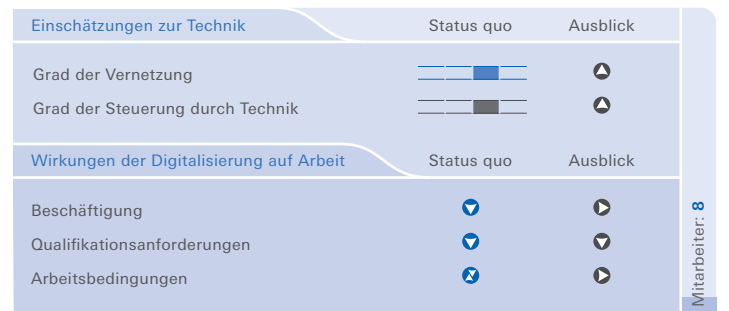 Einschätzungen zur Technik Status quo Ausblick
Grad der Vernetzung
Grad der Steuerung durch Technik
Wirkungen der Digitalisierung auf Arbeit Status quo Ausblick
Beschäftigung
Qualifikationsanforderungen
Arbeitsbedingungen
Mitarbeiter: 8